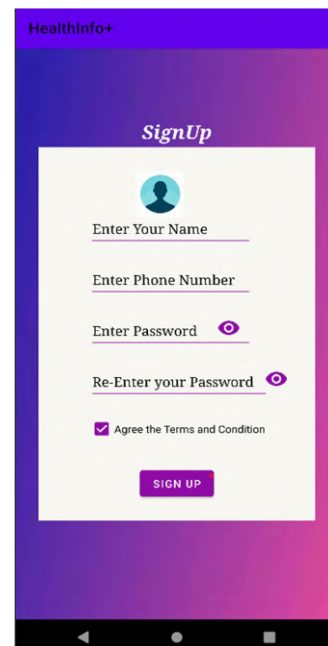 HealthInfo+
SignUp
Enter Your Name
Enter Phone Number
Enter Password
Re-Enter your Password
Agree the Terms and Condition
SIGN UP